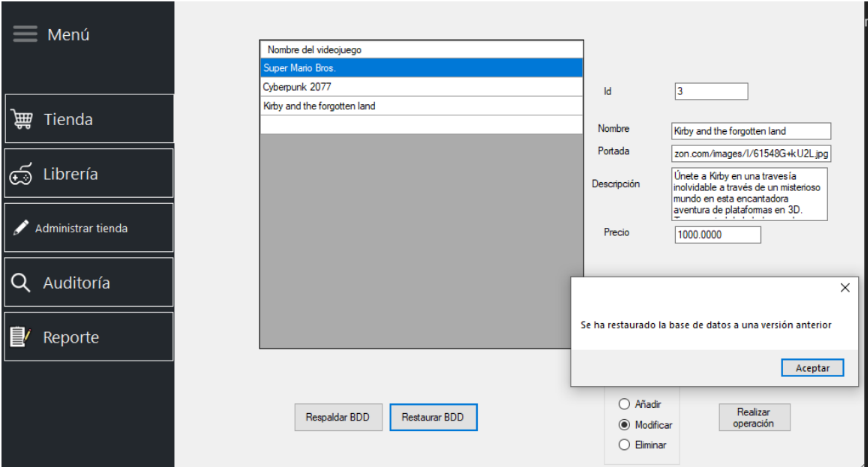 Menú
Tienda
Librería
Administrar tienda
Auditoría
Reporte
Nombre del videojuego
Super Mario Bros.
Cyberpunk 2077
Kirby and the forgotten land
Id
3
Nombre
Kirby and the forgotten land
Portada
zon.com/images/I/61548G+kU2L.jpg
Descripción
Únete a Kirby en una travesía
inolvidable a través de un misterioso
mundo en esta encantadora
aventura de plataformas en 3D.
Precio
1000.0000
Se ha restaurado la base de datos a una versión anterior
Aceptar
Respaldar BDD
Restaurar BDD
Añadir
Modificar
Eliminar
Realizar
operación